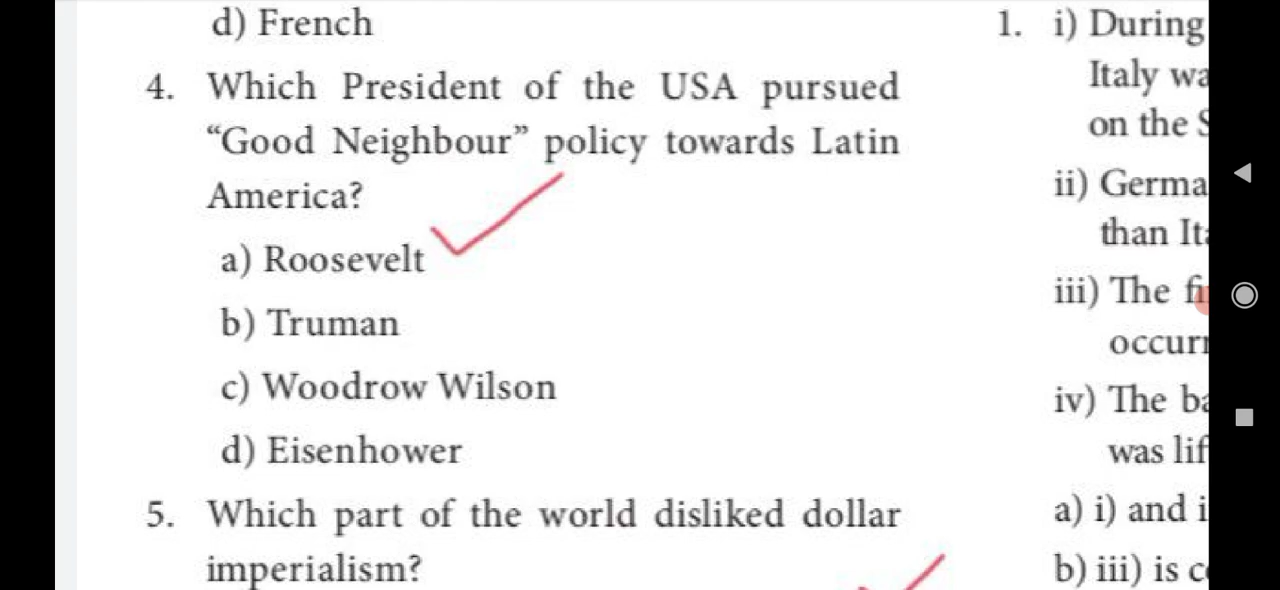 d) French
4. Which President of the USA pursued
“Good Neighbour” policy towards Latin
America?
a) Roosevelt
b) Truman
c) Woodrow Wilson
d) Eisenhower
5. Which part of the world disliked dollar
imperialism?
1. i) During
Italy
on the
ii)
than
iii) The
iv) The
was
a) i) and
b) iii) is